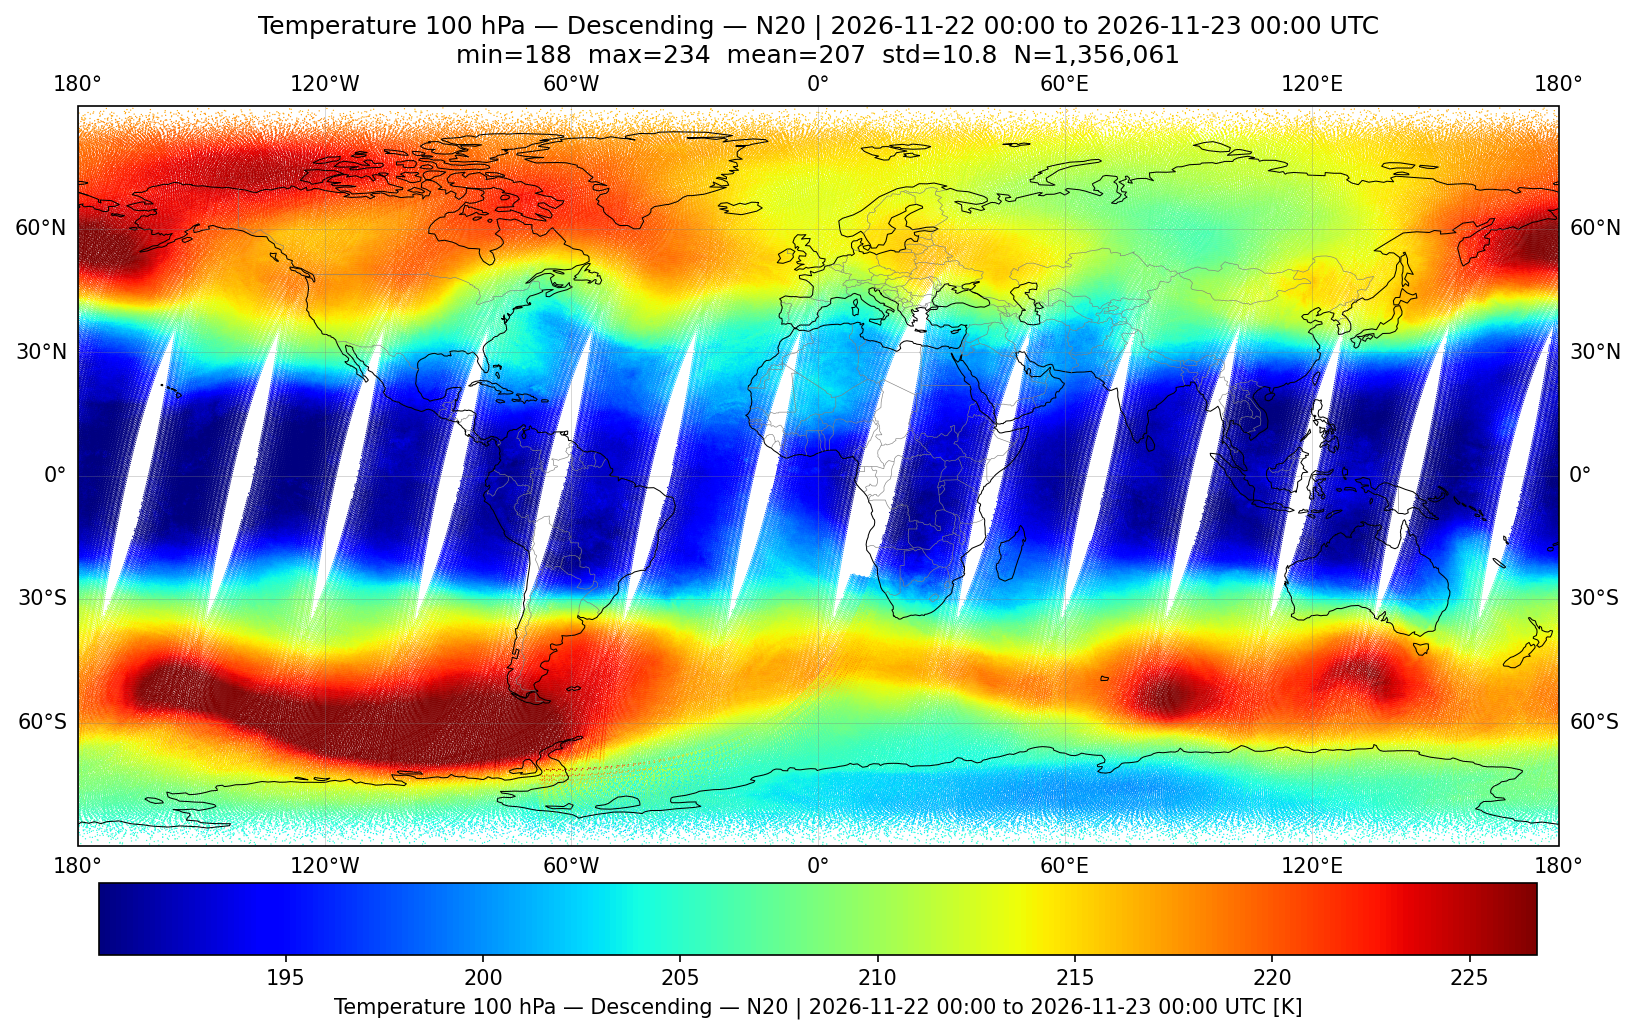 Temperature 100 hPa — Descending — N20 | 2026-11-22 00:00 to 2026-11-23 00:00 UTC
min=188  max=234  mean=207  std=10.8  N=1,356,061
180° 120°W 60°W 0° 60°E 120°E 180°
60°N 60°N
30°N 30°N
0° 0°
30°S 30°S
60°S 60°S
180° 120°W 60°W 0° 60°E 120°E 180°
195 200 205 210 215 220 225
Temperature 100 hPa — Descending — N20 | 2026-11-22 00:00 to 2026-11-23 00:00 UTC [K]